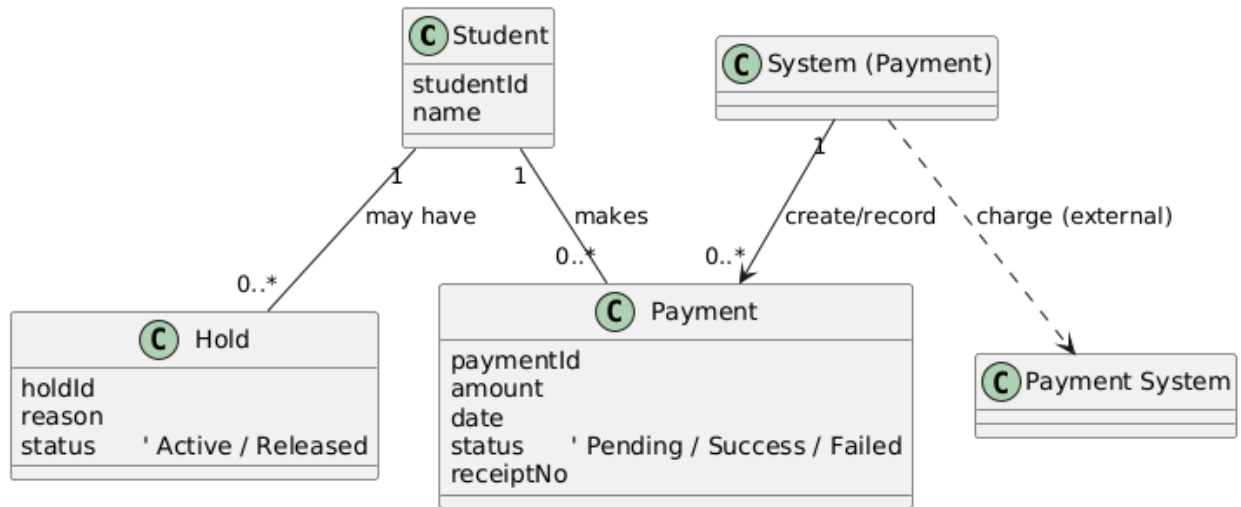 C Student
studentId
name
C System (Payment)
1
1
1
may have
makes
create/record
charge (external)
0..*
0..*
0..*
C Hold
holdId
reason
status ' Active / Released
C Payment
paymentId
amount
date
status ' Pending / Success / Failed
receiptNo
C Payment System